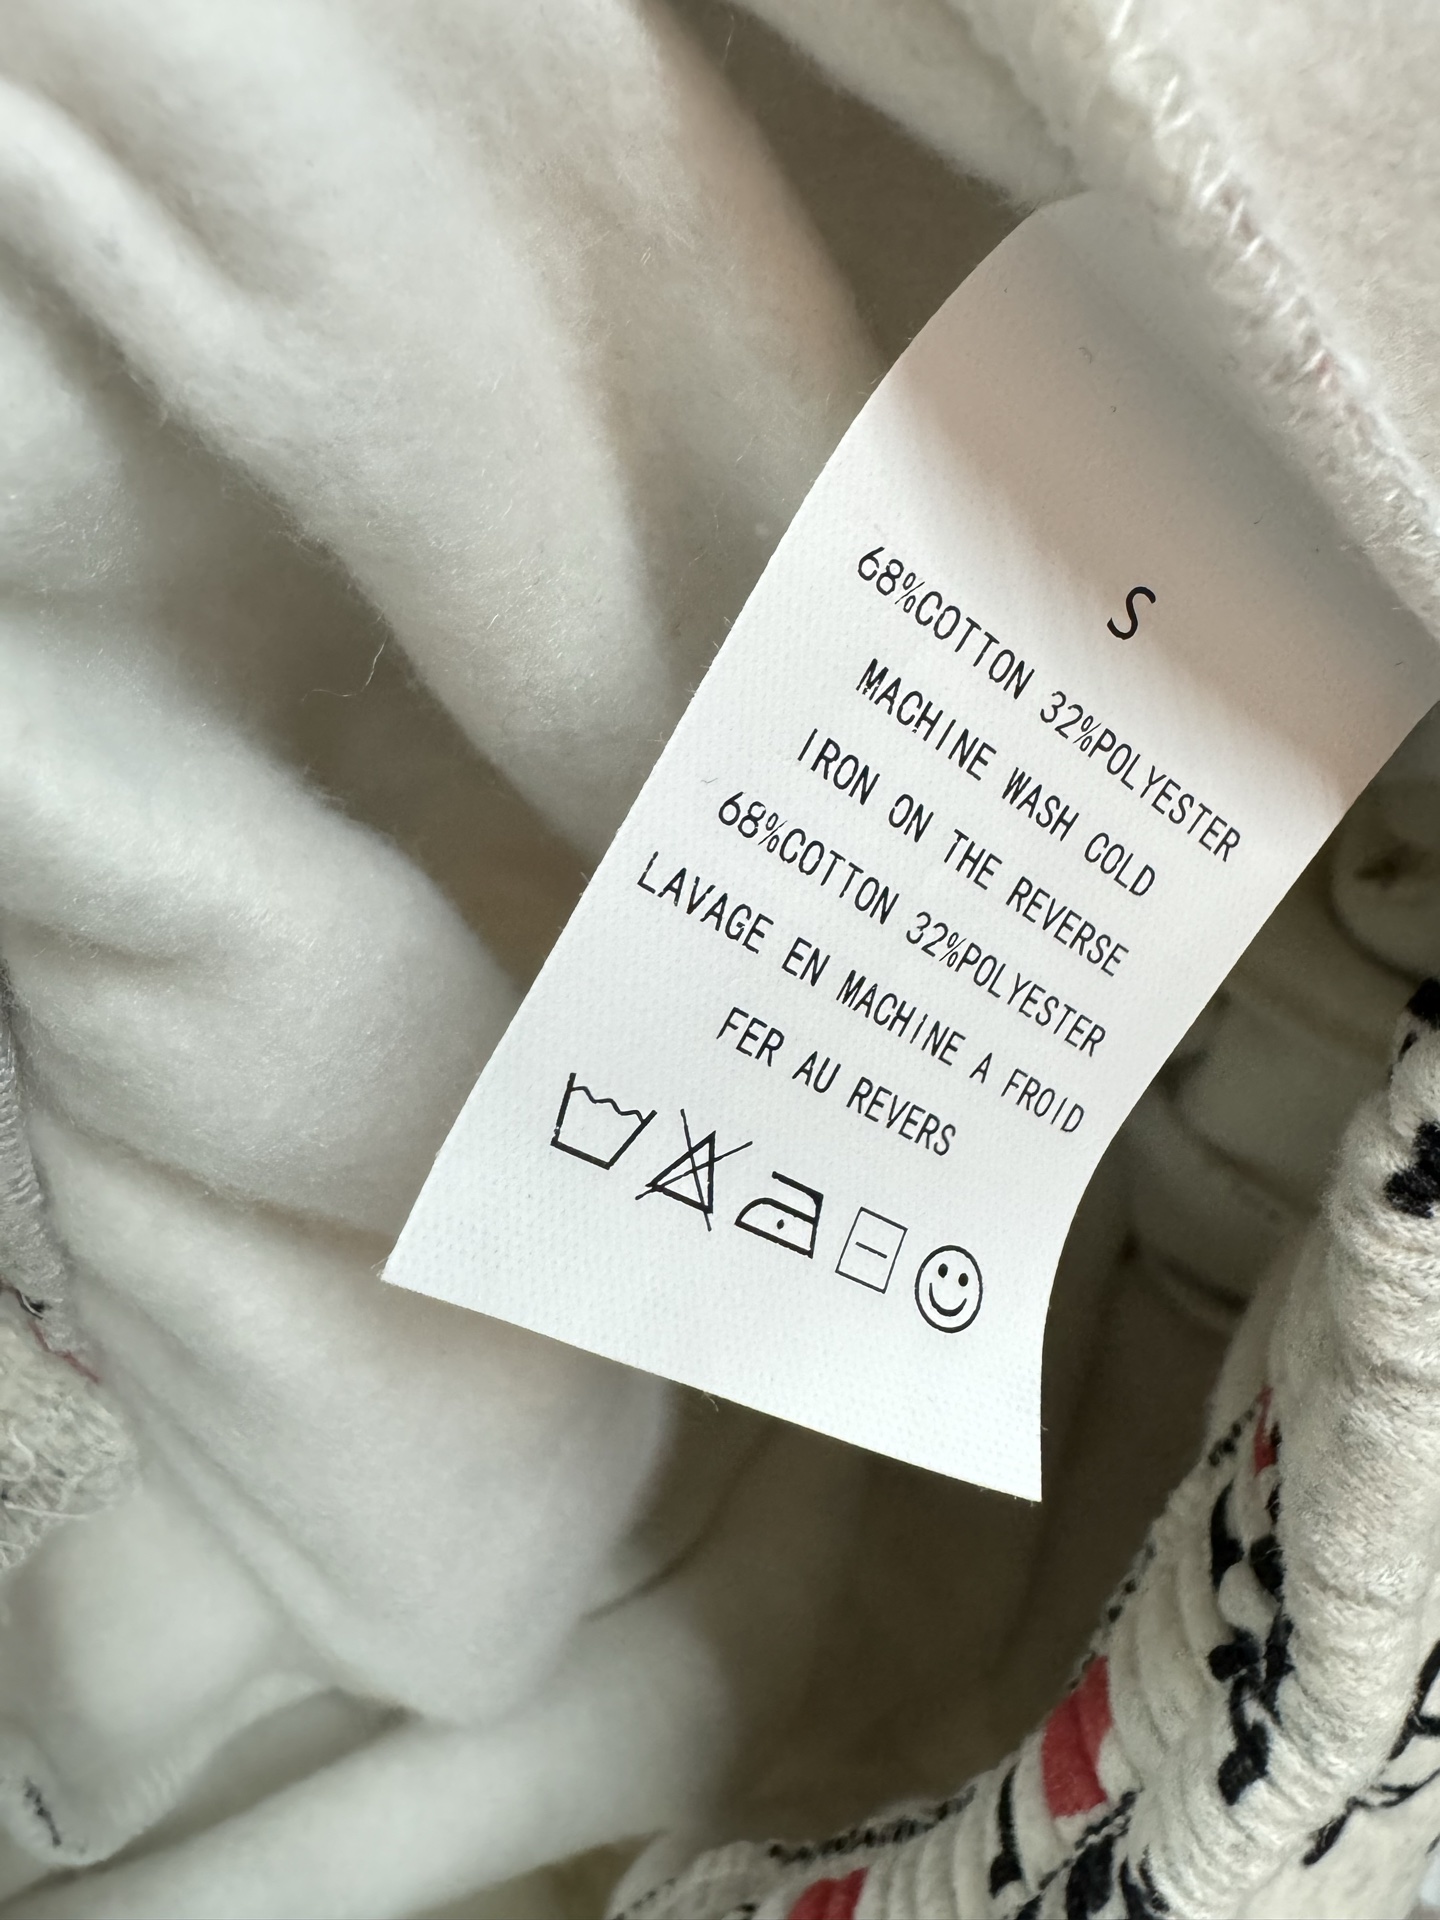 S
68%COTTON 32%POLYESTER
MACHINE WASH COLD
IRON ON THE REVERSE
68%COTTON 32%POLYESTER
LAVAGE EN MACHINE A FROID
FER AU REVERS